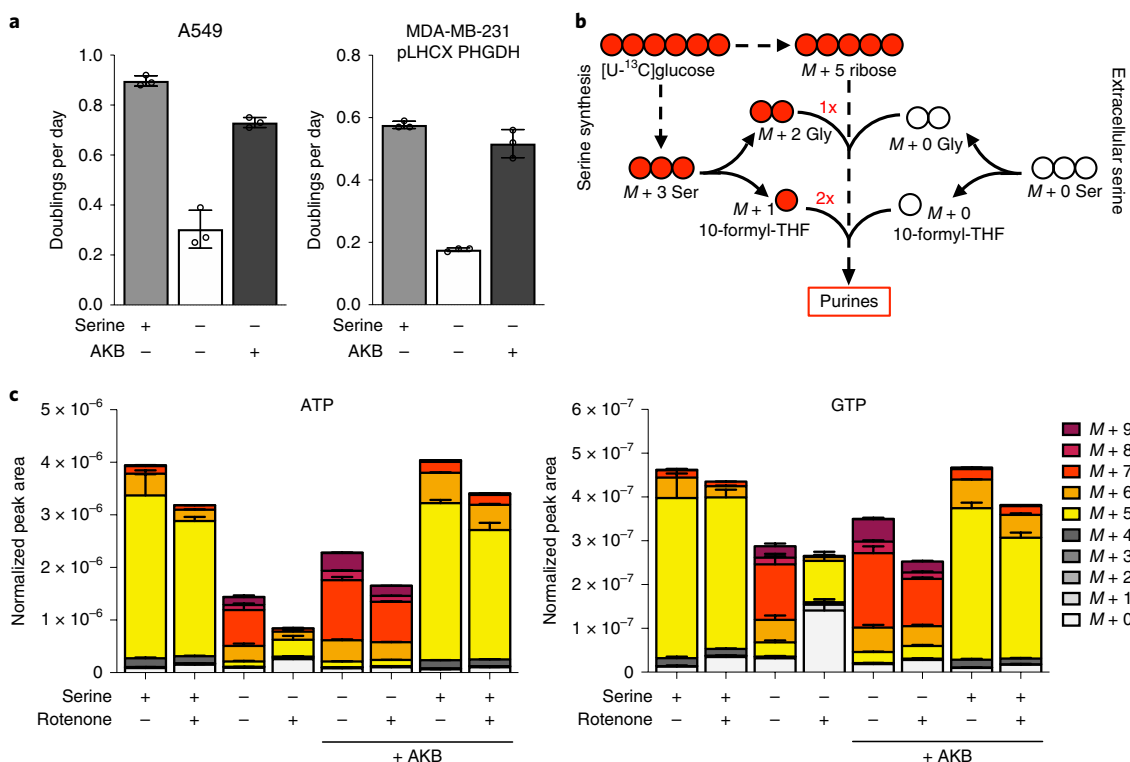 a
A549
Doublings per day
1.0
0.8
0.6
0.4
0.2
0.0
Serine + – –
AKB – – +
MDA-MB-231
pLHCX PHGDH
Doublings per day
0.8
0.6
0.4
0.2
0.0
Serine + – –
AKB – – +
b
[U-¹³C]glucose
M + 5 ribose
Serine synthesis
Extracellular serine
1x
M + 2 Gly
M + 0 Gly
M + 3 Ser
M + 0 Ser
2x
M + 1
10-formyl-THF
M + 0
10-formyl-THF
Purines
c
ATP
Normalized peak area
5 × 10⁻⁶
4 × 10⁻⁶
3 × 10⁻⁶
2 × 10⁻⁶
1 × 10⁻⁶
0
Serine + + – – – – + +
Rotenone – + – + – + – +
+ AKB
GTP
Normalized peak area
6 × 10⁻⁷
5 × 10⁻⁷
4 × 10⁻⁷
3 × 10⁻⁷
2 × 10⁻⁷
1 × 10⁻⁷
0
Serine + + – – – – + +
Rotenone – + – + – + – +
+ AKB
M + 9
M + 8
M + 7
M + 6
M + 5
M + 4
M + 3
M + 2
M + 1
M + 0